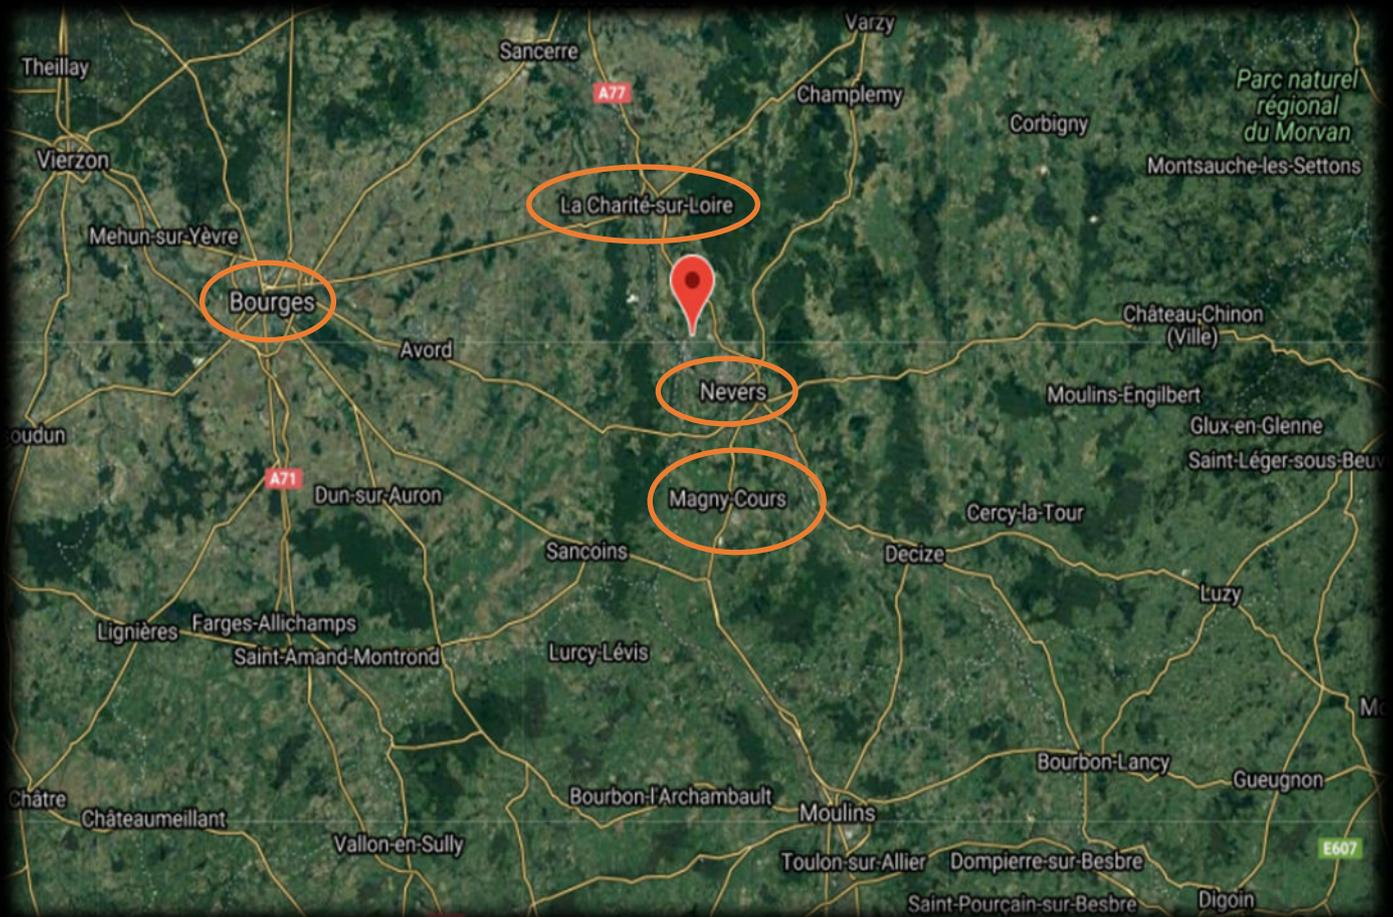 Varzy
Sancerre
Theillay
A77
Champlemy
Parc naturel
régional
du Morvan
Corbigny
Vierzon
Montsauche-les-Settons
La Charité-sur-Loire
Mehun-sur-Yèvre
Bourges
Château-Chinon
(Ville)
Avord
Nevers
Moulins-Engilbert
Glux-en-Glenne
oudun
Saint-Léger-sous-Beuv
A71
Dun-sur-Auron
Magny-Cours
Cercy-la-Tour
Sancoins
Decize
Luzy
Lignières
Farges-Allichamps
Saint-Amand-Montrond
Lurcy-Lévis
Mo
Bourbon-Lancy
Gueugnon
Châtre
Bourbon-l'Archambault
Moulins
Châteaumeillant
Vallon-en-Sully
E607
Toulon-sur-Allier
Dompierre-sur-Besbre
Saint-Pourçain-sur-Besbre
Digoin